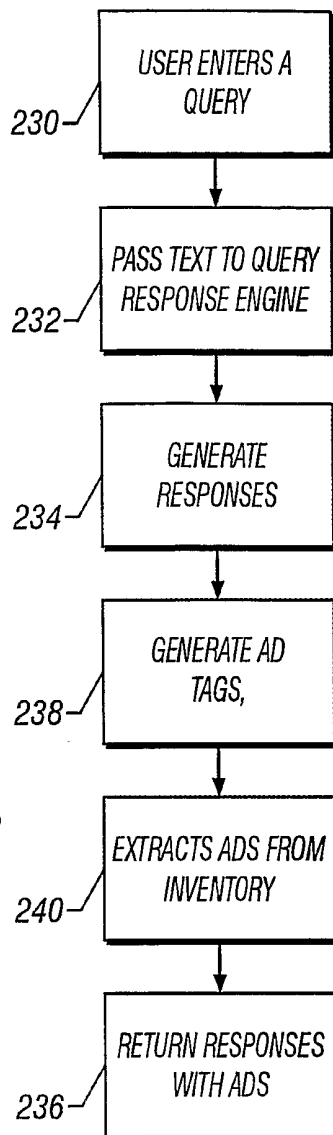 USER ENTERS A
QUERY
230
PASS TEXT TO QUERY
RESPONSE ENGINE
232
GENERATE
RESPONSES
234
GENERATE AD
TAGS,
238
EXTRACTS ADS FROM
INVENTORY
240
RETURN RESPONSES
WITH ADS
236